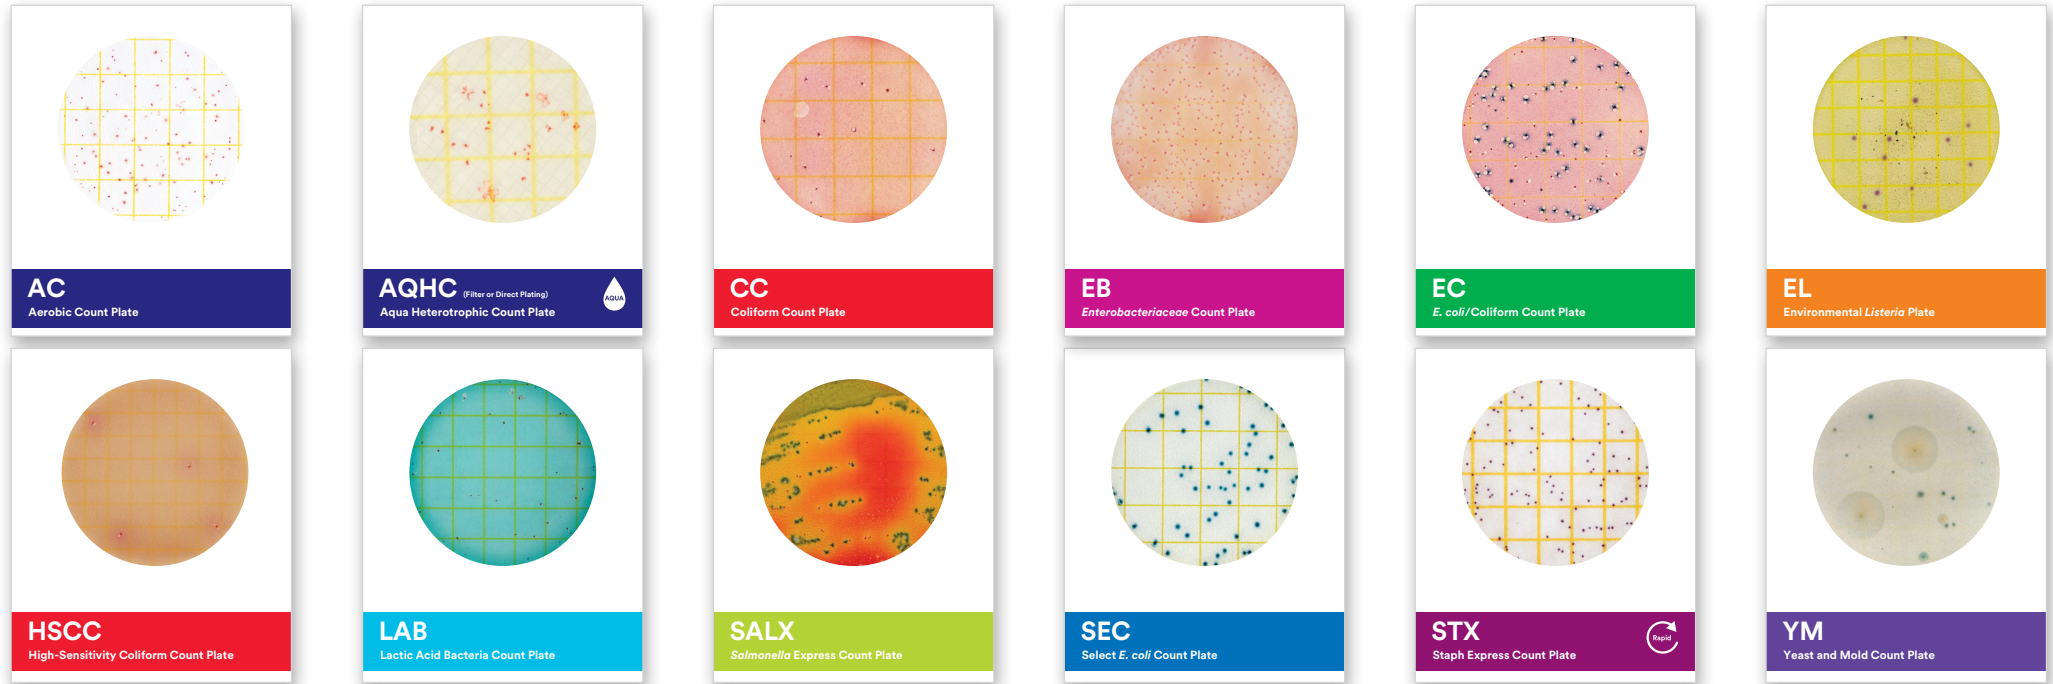 AC
Aerobic Count Plate
AQHC (Filter or Direct Plating)
Aqua Heterotrophic Count Plate
AQUA
CC
Coliform Count Plate
EB
Enterobacteriaceae Count Plate
EC
E. coli/Coliform Count Plate
EL
Environmental Listeria Plate
HSCC
High-Sensitivity Coliform Count Plate
LAB
Lactic Acid Bacteria Count Plate
SALX
Salmonella Express Count Plate
SEC
Select E. coli Count Plate
STX
Staph Express Count Plate
Rapid
YM
Yeast and Mold Count Plate